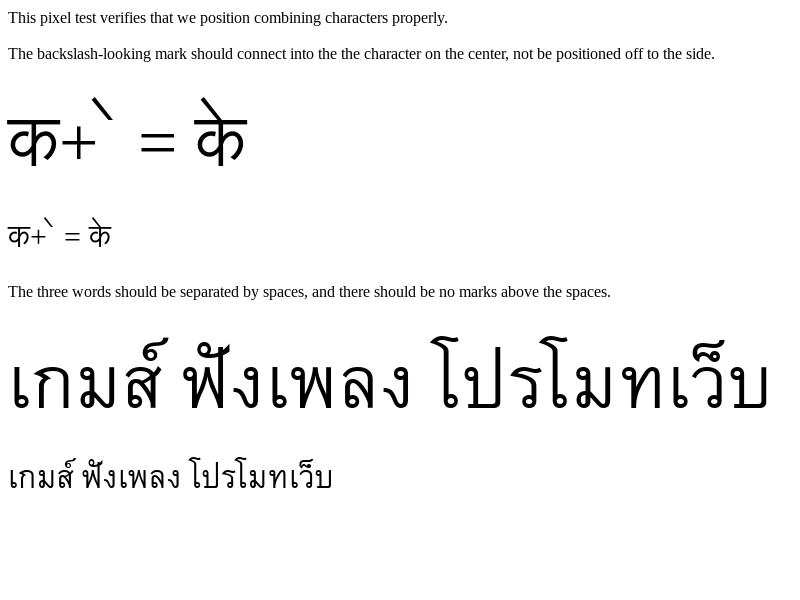 This pixel test verifies that we position combining characters properly.
The backslash-looking mark should connect into the the character on the center, not be positioned off to the side.
क+ े = के
क+ े = के
The three words should be separated by spaces, and there should be no marks above the spaces.
เกมส์ ฟังเพลง โปรโมทเว็บ
เกมส์ ฟังเพลง โปรโมทเว็บ